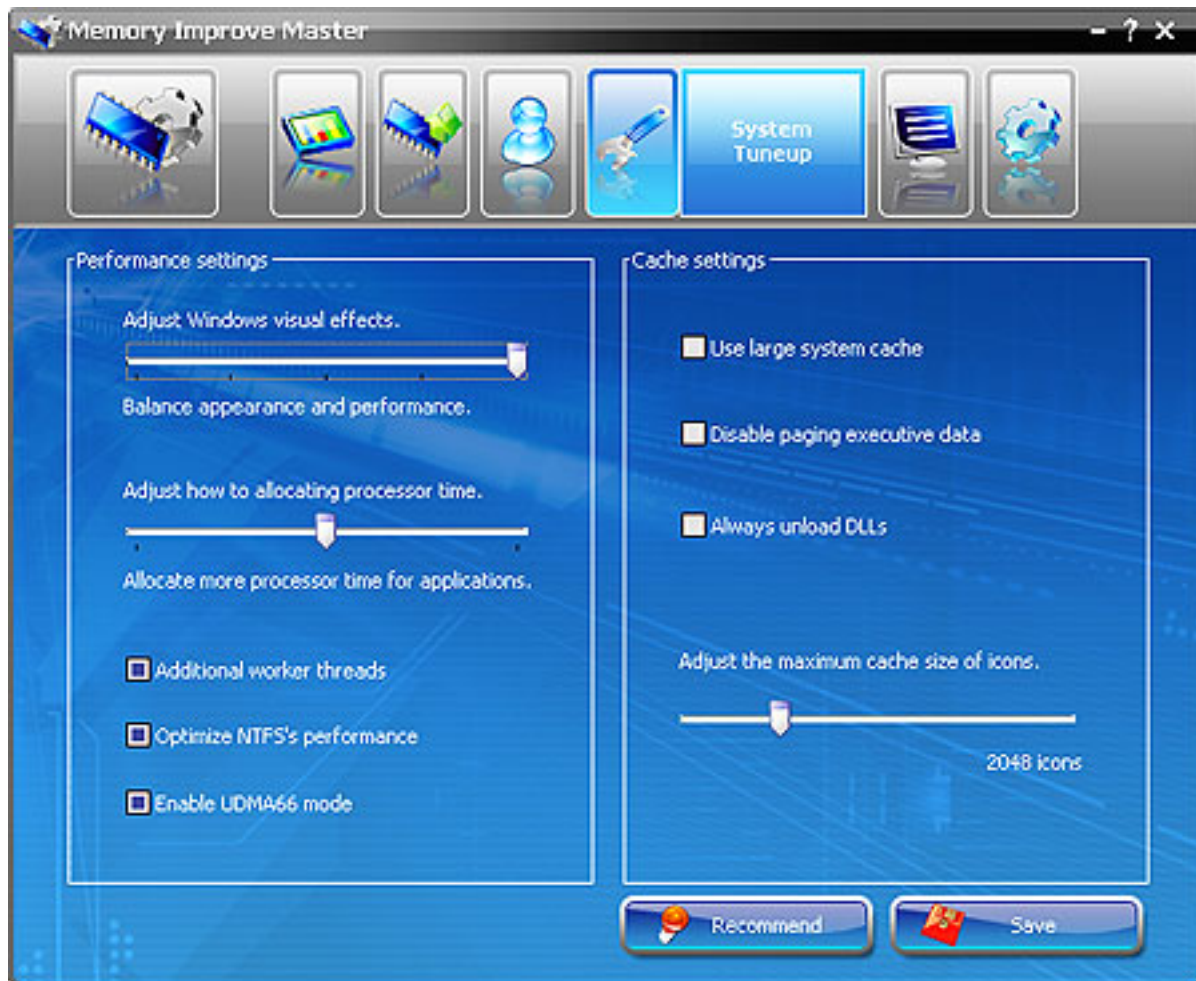 Memory Improve Master
System
Tuneup
Performance settings
Adjust Windows visual effects.
Balance appearance and performance.
Adjust how to allocating processor time.
Allocate more processor time for applications.
Additional worker threads
Optimize NTFS's performance
Enable UDMA66 mode
Cache settings
Use large system cache
Disable paging executive data
Always unload DLLs
Adjust the maximum cache size of icons.
2048 icons
Recommend
Save